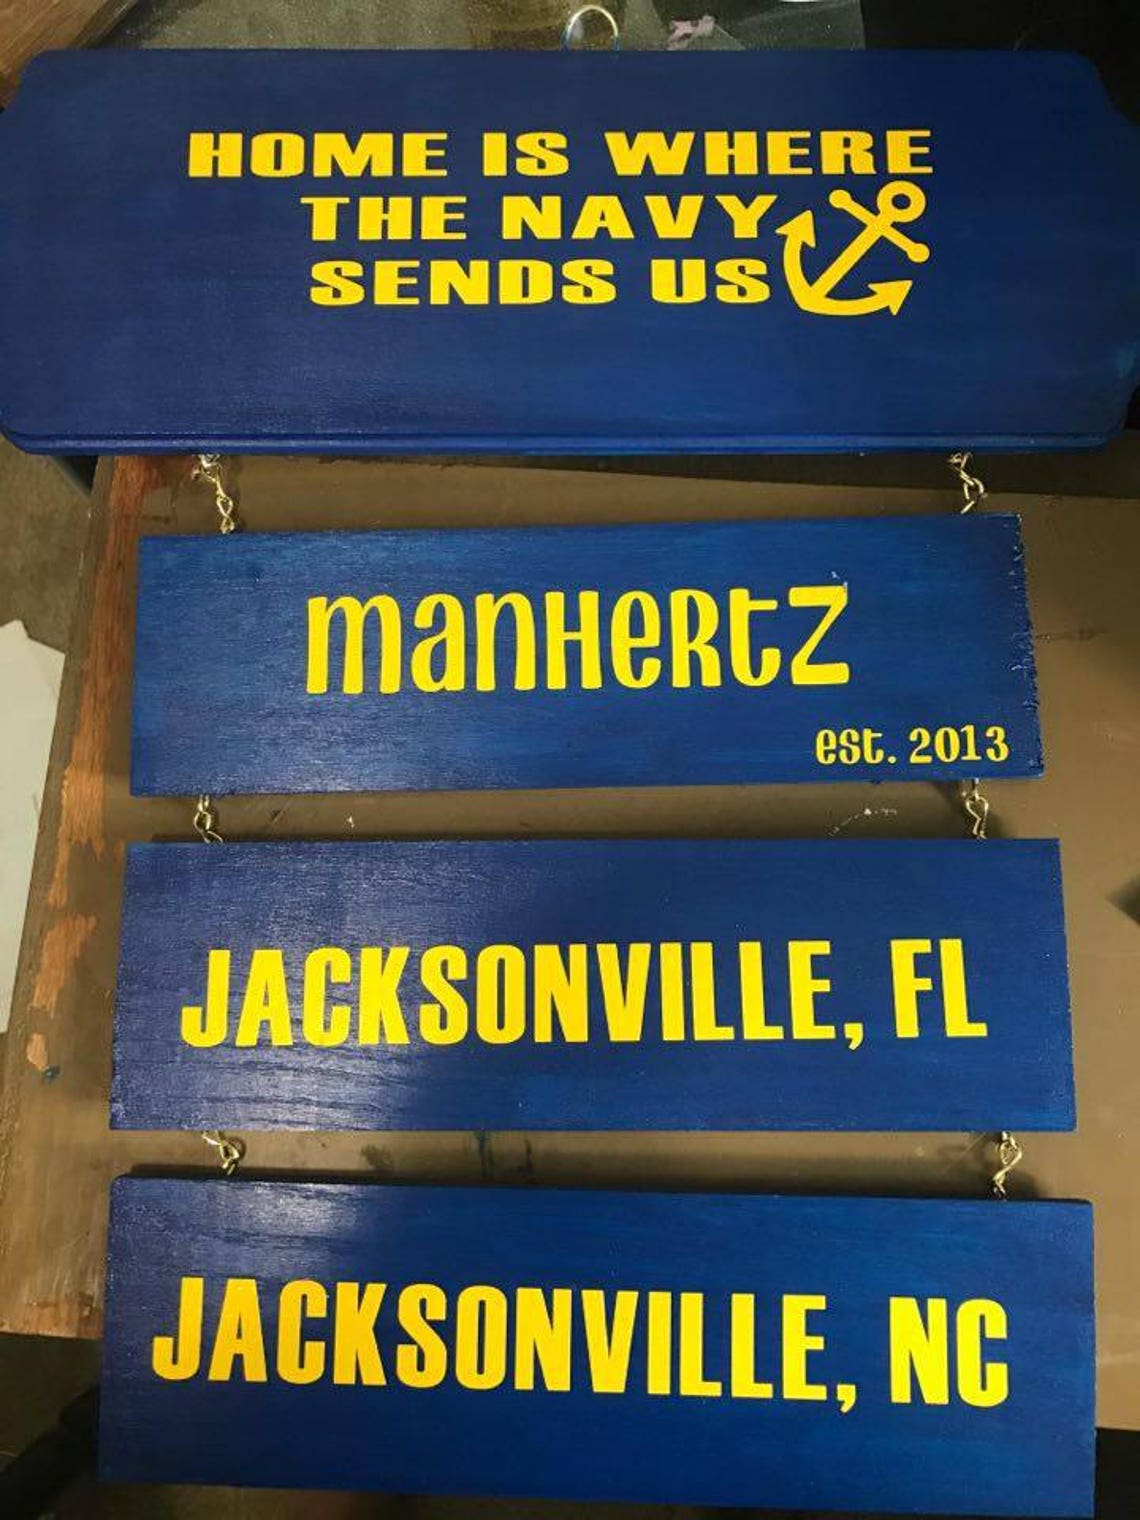 HOME IS WHERE
THE NAVY
SENDS US
manHeRtZ
est. 2013
JACKSONVILLE, FL
JACKSONVILLE, NC